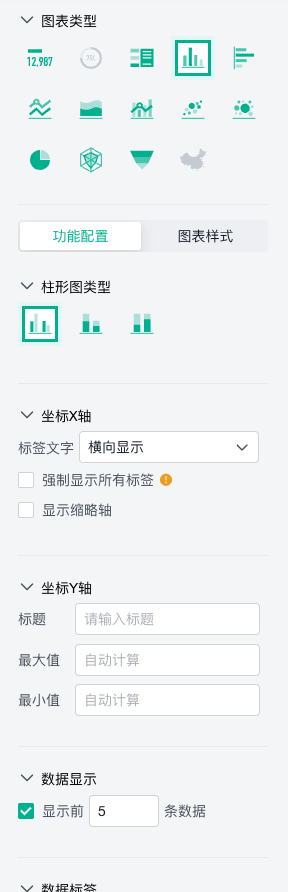 图表类型
12,987
功能配置
图表样式
柱形图类型
坐标X轴
标签文字 横向显示
强制显示所有标签
显示缩略轴
坐标Y轴
标题 请输入标题
最大值 自动计算
最小值 自动计算
数据显示
显示前 5 条数据
数据标签